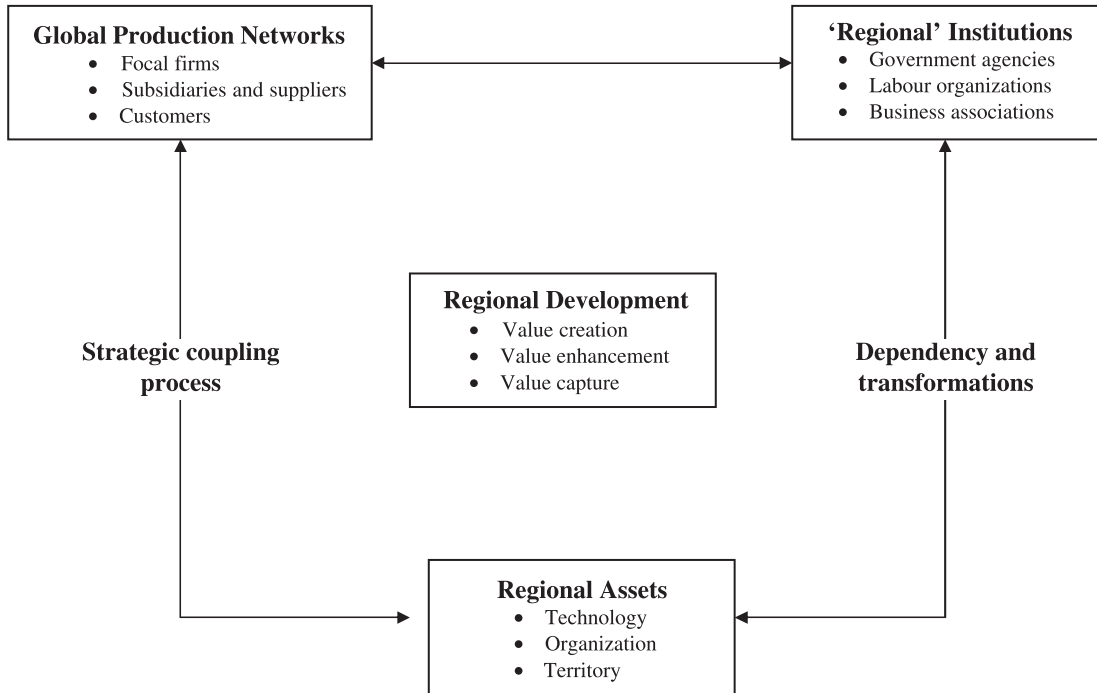 Global Production Networks
• Focal firms
• Subsidiaries and suppliers
• Customers
‘Regional’ Institutions
• Government agencies
• Labour organizations
• Business associations
Regional Development
• Value creation
• Value enhancement
• Value capture
Strategic coupling
process
Dependency and
transformations
Regional Assets
• Technology
• Organization
• Territory